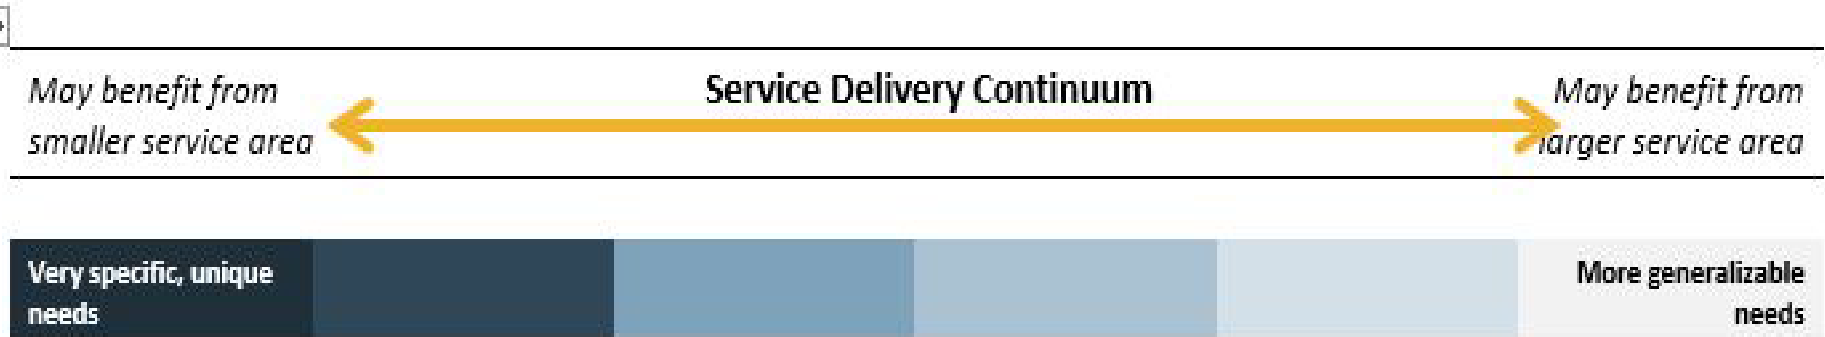 May benefit from
smaller service area
Service Delivery Continuum
May benefit from
larger service area
Very specific, unique
needs
More generalizable
needs